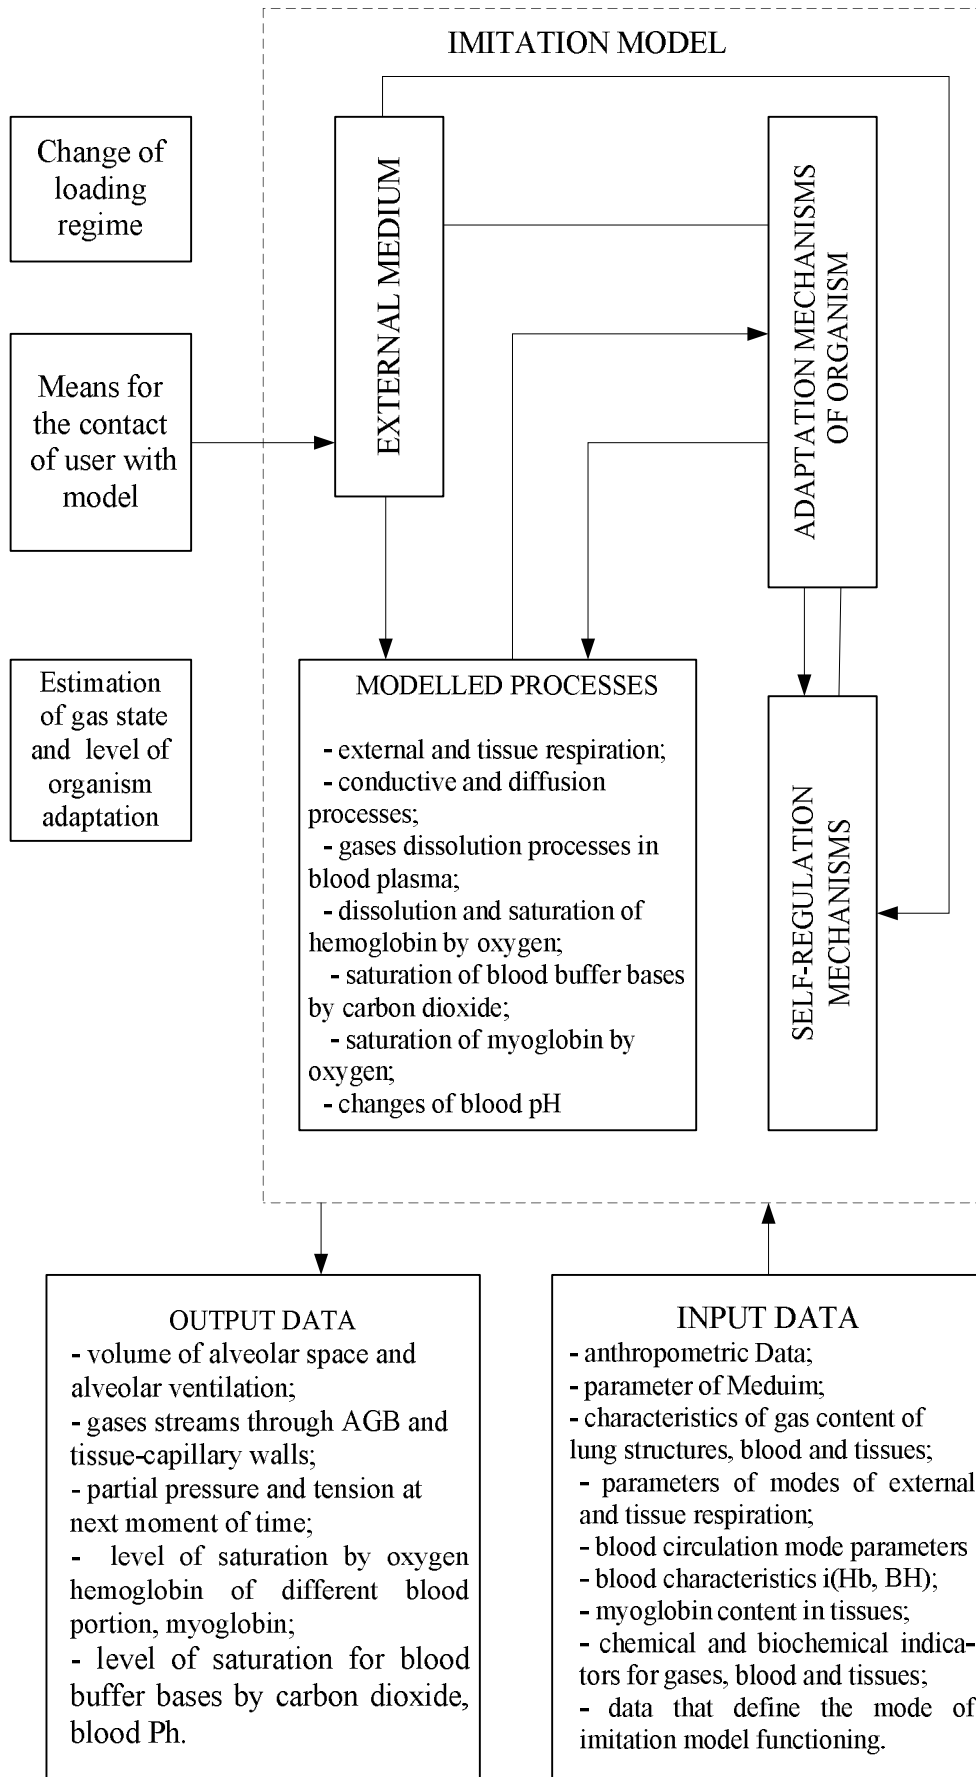 IMITATION MODEL
Change of
loading
regime
Means for
the contact
of user with
model
Estimation
of gas state
and level of
organism
adaptation
EXTERNAL MEDIUM
ADAPTATION MECHANISMS
OF ORGANISM
MODELLED PROCESSES
- external and tissue respiration;
- conductive and diffusion
processes;
- gases dissolution processes in
blood plasma;
- dissolution and saturation of
hemoglobin by oxygen;
- saturation of blood buffer bases
by carbon dioxide;
- saturation of myoglobin by
oxygen;
- changes of blood pH
SELF-REGULATION
MECHANISMS
OUTPUT DATA
- volume of alveolar space and
alveolar ventilation;
- gases streams through AGB and
tissue-capillary walls;
- partial pressure and tension at
next moment of time;
- level of saturation by oxygen
hemoglobin of different blood
portion, myoglobin;
- level of saturation for blood
buffer bases by carbon dioxide,
blood Ph.
INPUT DATA
- anthropometric Data;
- parameter of Meduim;
- characteristics of gas content of
lung structures, blood and tissues;
- parameters of modes of external
and tissue respiration;
- blood circulation mode parameters
- blood characteristics i(Hb, BH);
- myoglobin content in tissues;
- chemical and biochemical indica-
tors for gases, blood and tissues;
- data that define the mode of
imitation model functioning.